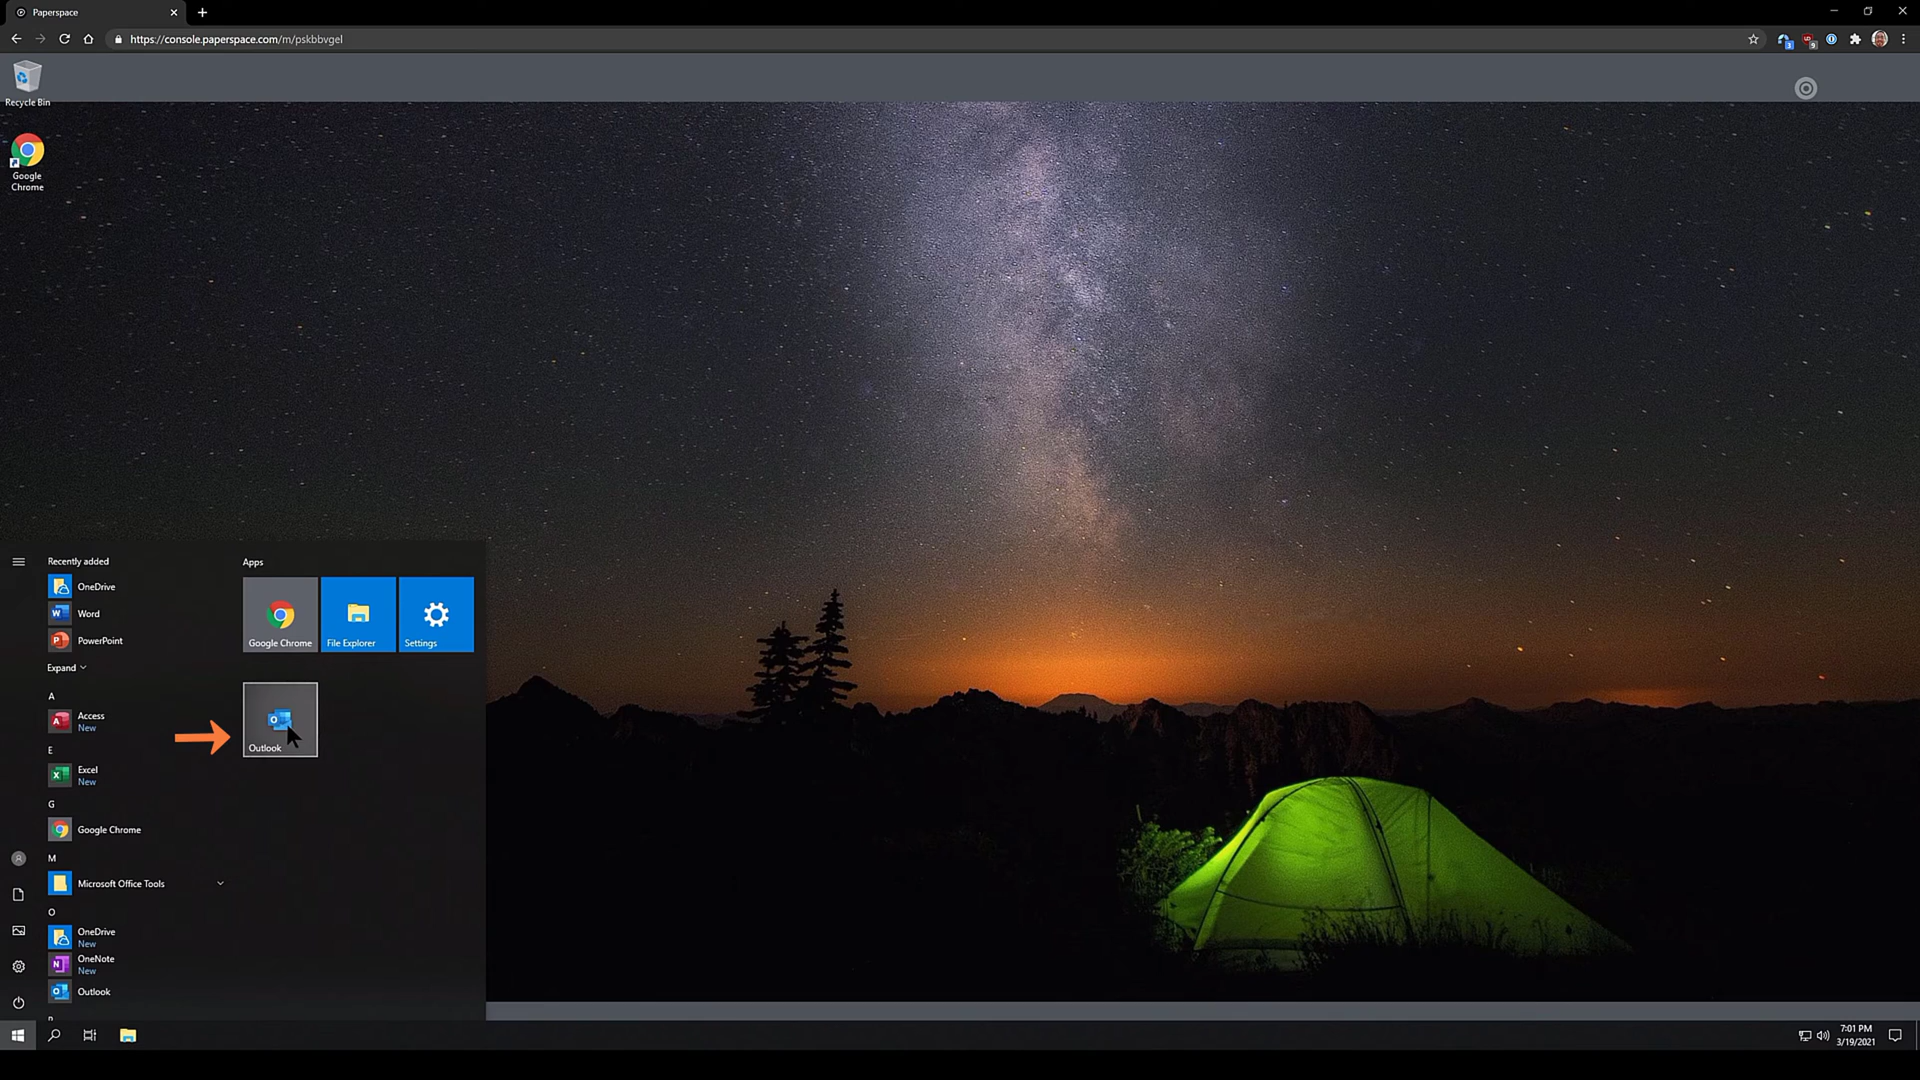 Paperspace
https://console.paperspace.com/m/pskbbvgel
3
9
Recycle Bin
Google
Chrome
Recently added
OneDrive
Word
PowerPoint
Expand
A
Access
New
E
Excel
New
G
Google Chrome
M
Microsoft Office Tools
O
OneDrive
New
OneNote
New
Outlook
Apps
Google Chrome
File Explorer
Settings
Outlook
7:01 PM
3/19/2021